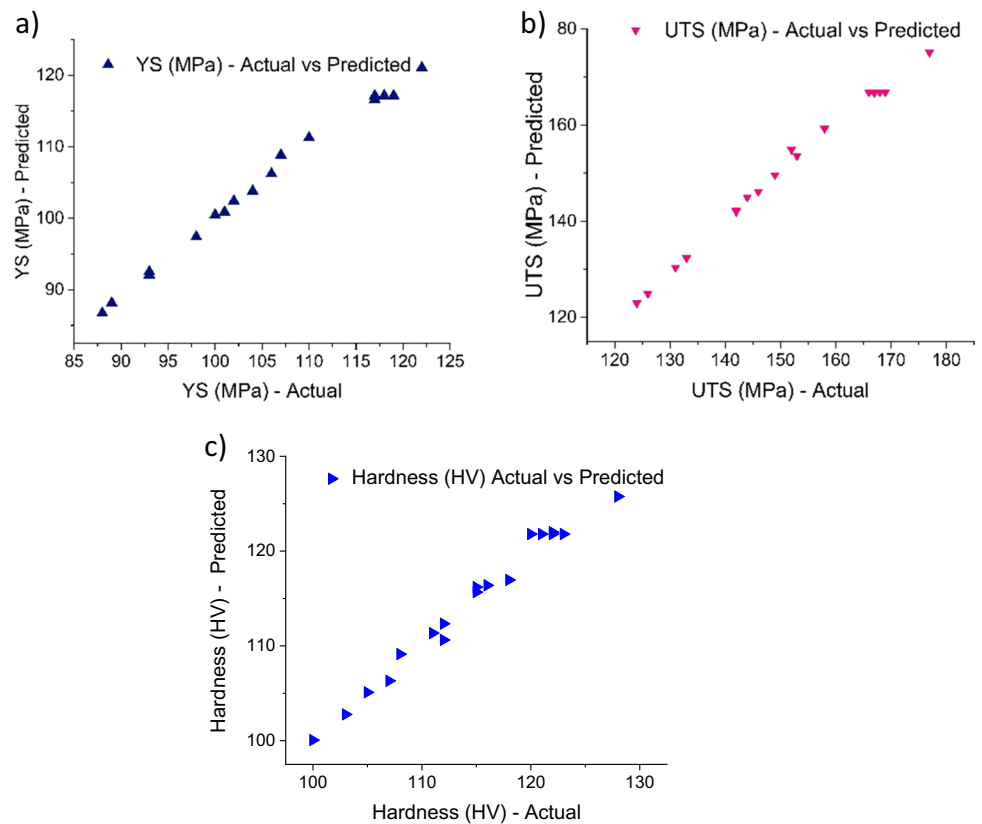 a)
YS (MPa) - Actual vs Predicted
YS (MPa) - Predicted
120
110
100
90
85 90 95 100 105 110 115 120 125
YS (MPa) - Actual
b)
UTS (MPa) - Actual vs Predicted
UTS (MPa) - Predicted
80
160
140
120
120 130 140 150 160 170 180
UTS (MPa) - Actual
c)
Hardness (HV) Actual vs Predicted
Hardness (HV) - Predicted
130
120
110
100
100 110 120 130
Hardness (HV) - Actual